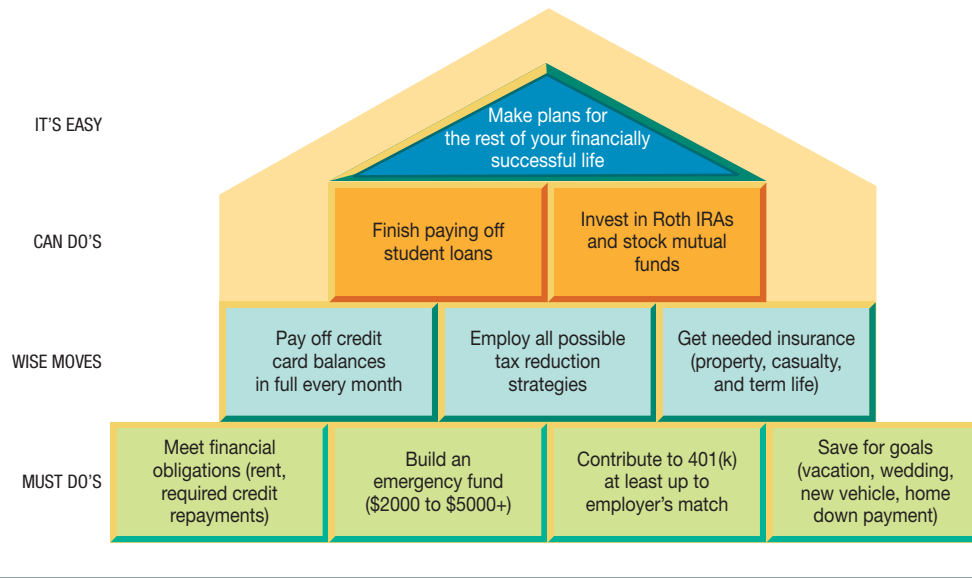 IT'S EASY
Make plans for
the rest of your financially
successful life
CAN DO'S
Finish paying off
student loans
Invest in Roth IRAs
and stock mutual
funds
WISE MOVES
Pay off credit
card balances
in full every month
Employ all possible
tax reduction
strategies
Get needed insurance
(property, casualty,
and term life)
MUST DO'S
Meet financial
obligations (rent,
required credit
repayments)
Build an
emergency fund
($2000 to $5000+)
Contribute to 401(k)
at least up to
employer's match
Save for goals
(vacation, wedding,
new vehicle, home
down payment)